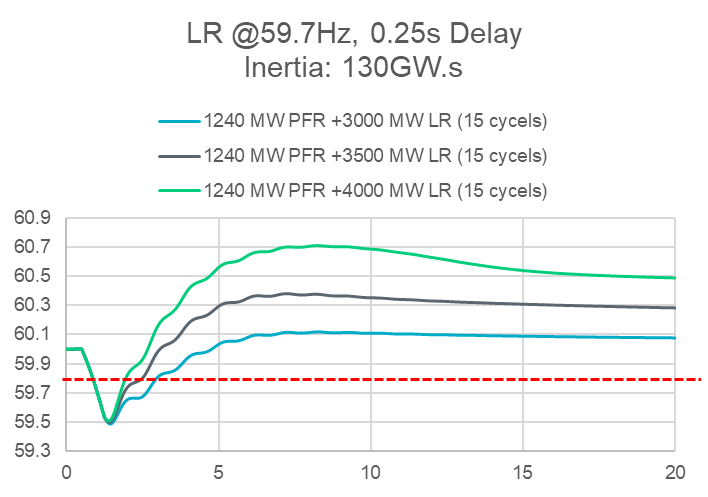 LR @59.7Hz, 0.25s Delay
Inertia: 130GW.s
1240 MW PFR +3000 MW LR (15 cycels)
1240 MW PFR +3500 MW LR (15 cycels)
1240 MW PFR +4000 MW LR (15 cycels)
60.9
60.7
60.5
60.3
60.1
59.9
59.7
59.5
59.3
0 5 10 15 20